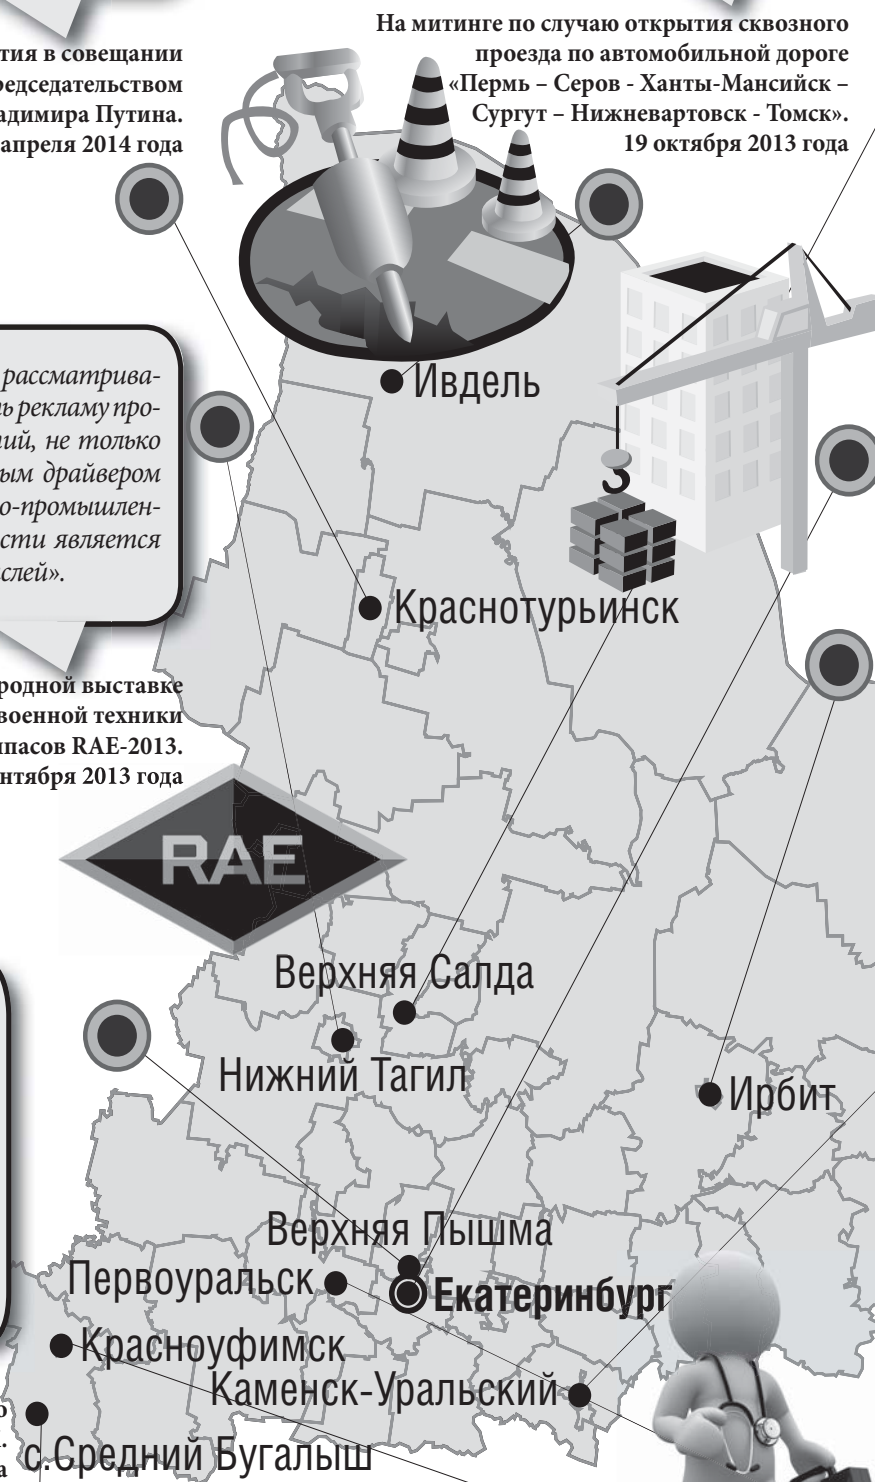 На митинге по случаю открытия сквозного
проезда по автомобильной дороге
«Пермь – Серов - Ханты-Мансийск –
Сургут – Нижневартовск - Томск».
19 октября 2013 года
тия в совещании
редседательством
адимира Путина.
апреля 2014 года
Ивдель
рассматрива-
ь рекламу про-
ий, не только
ым драйвером
о-промышлен-
сти является
слей».
Краснотурьинск
родной выставке
военной техники
ипасов RAE-2013.
нтября 2013 года
RAE
Верхняя Салда
Нижний Тагил
Ирбит
Верхняя Пышма
Первоуральск
Екатеринбург
Красноуфимск
Каменск-Уральский
о
.
а
с.Средний Бугалыш